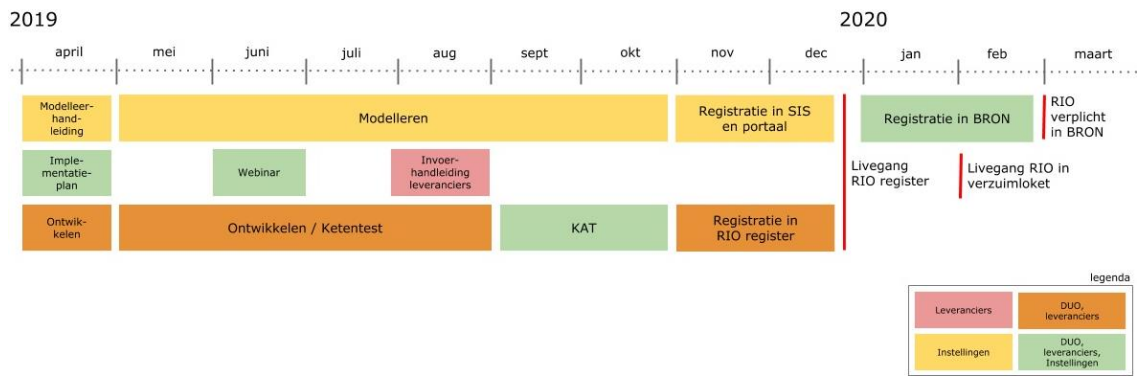 2019
2020
april
mei
juni
juli
aug
sept
okt
nov
dec
jan
feb
maart
Modelleer-
hand-
leiding
Modelleren
Registratie in SIS
en portaal
Registratie in BRON
RIO
verplicht
in BRON
Imple-
mentatie-
plan
Webinar
Invoer-
handleiding
leveranciers
Livegang
RIO register
Livegang RIO in
verzuimloket
Ontwik-
kelen
Ontwikkelen / Ketentest
KAT
Registratie in
RIO register
legenda
Leveranciers
DUO,
leveranciers
Instellingen
DUO,
leveranciers,
Instellingen